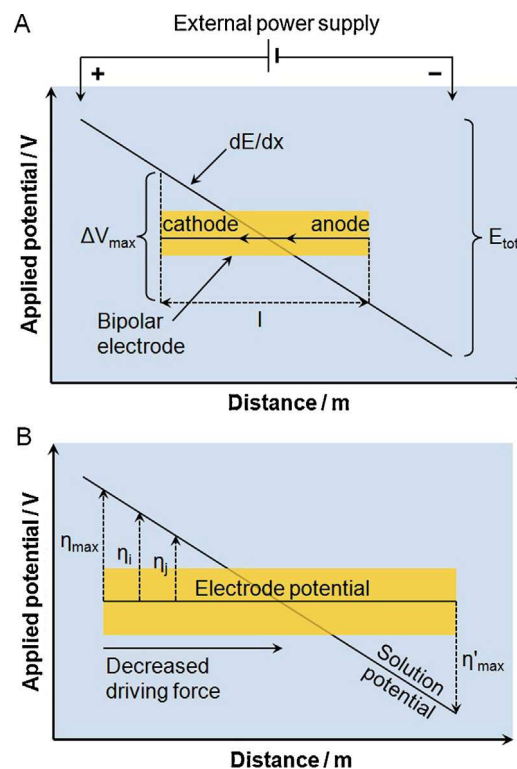 A
External power supply
+
−
Applied potential / V
dE/dx
cathode
anode
ΔVmax
Etot
Bipolar
electrode
l
Distance / m
B
Applied potential / V
ηmax
ηi
ηj
Electrode potential
Decreased
driving force
Solution
potential
η'max
Distance / m